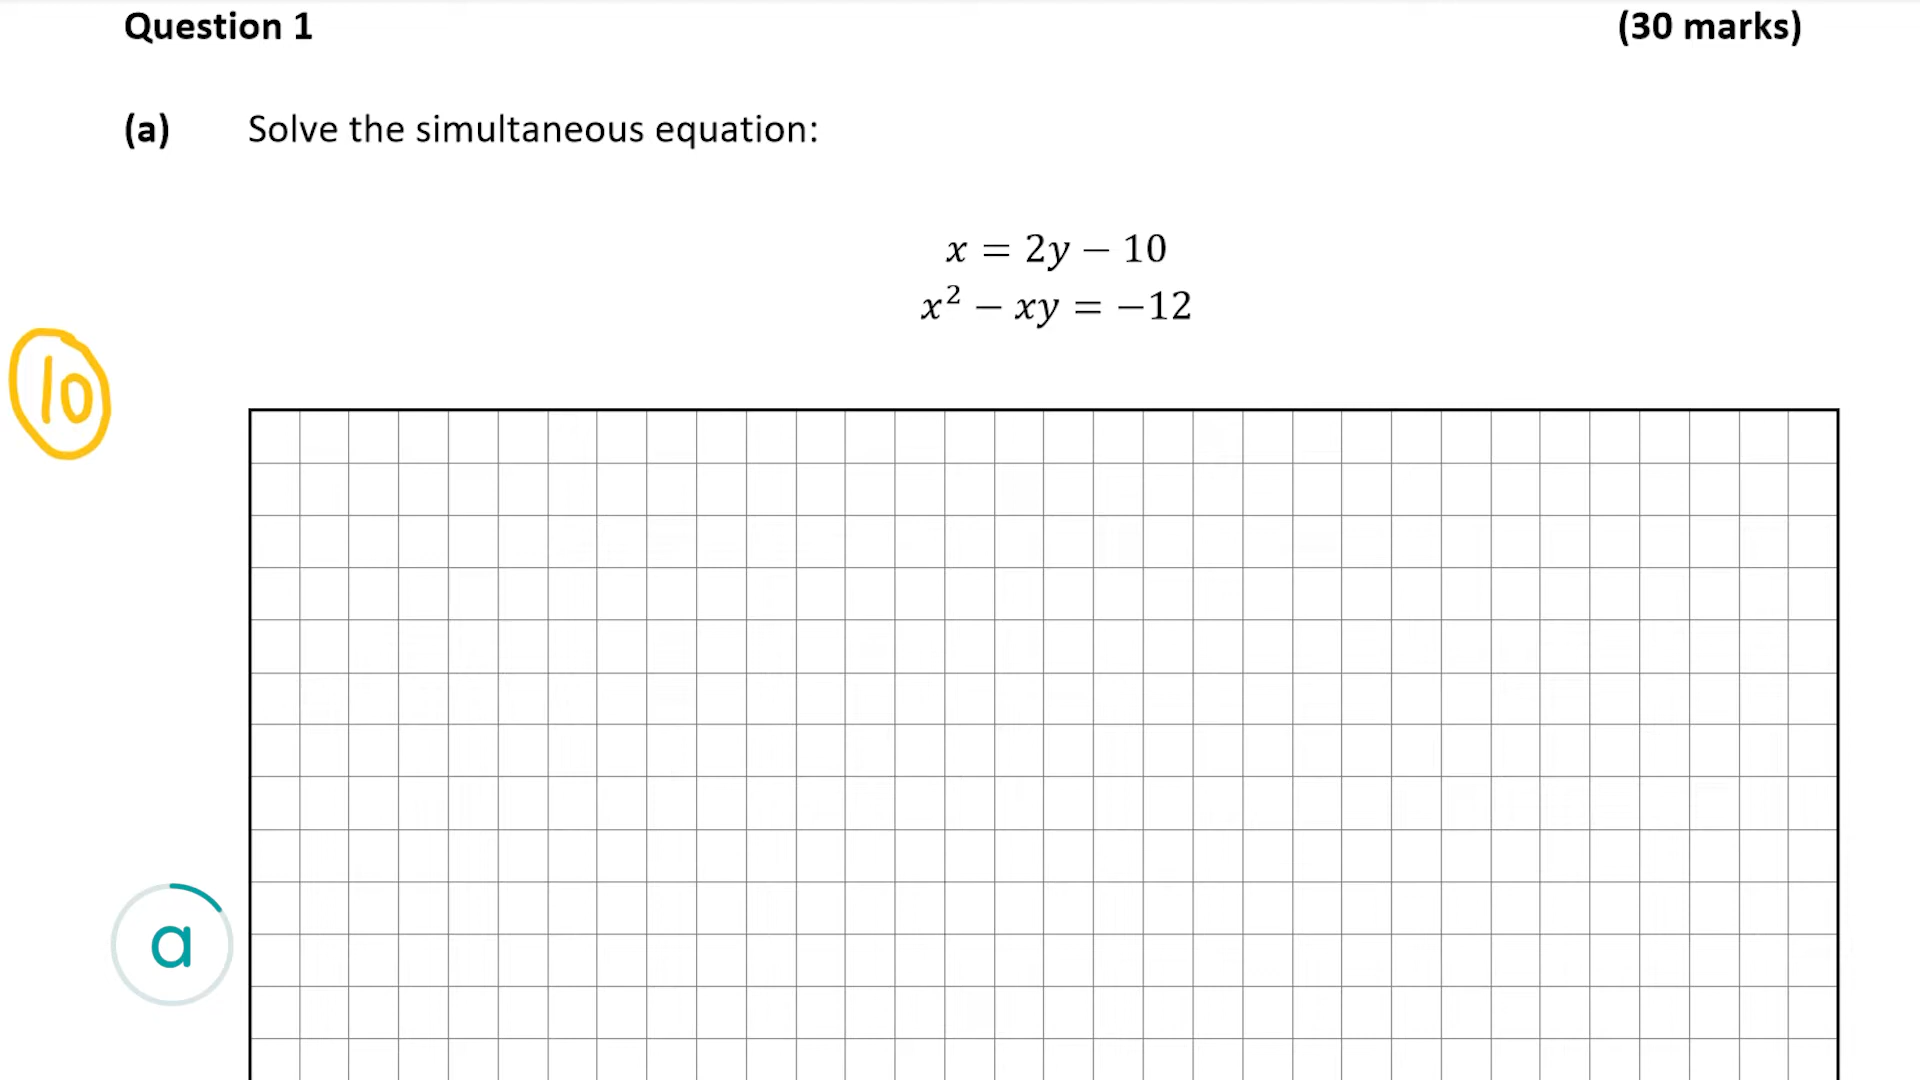 Question 1 (30 marks)
(a) Solve the simultaneous equation:
x = 2y − 10
x² − xy = −12
10
a